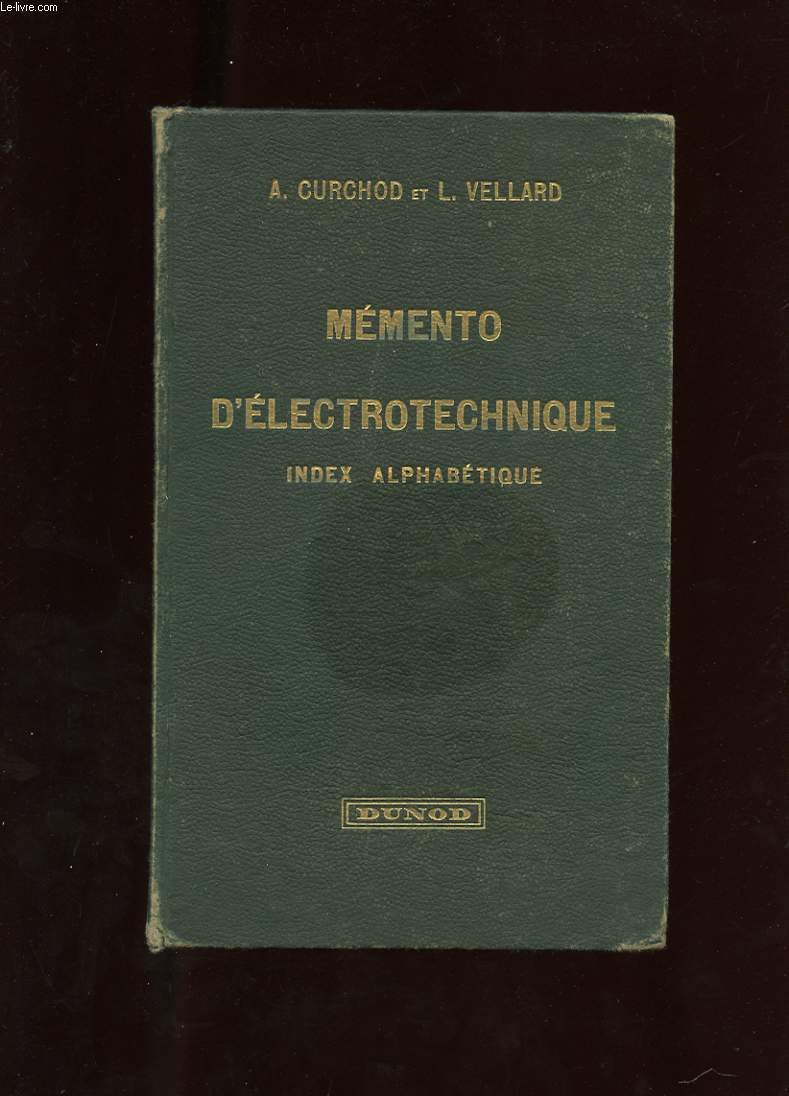 Le-livre.com
A. CURCHOD ET L. VELLARD
MÉMENTO
D'ÉLECTROTECHNIQUE
INDEX ALPHABÉTIQUE
DUNOD